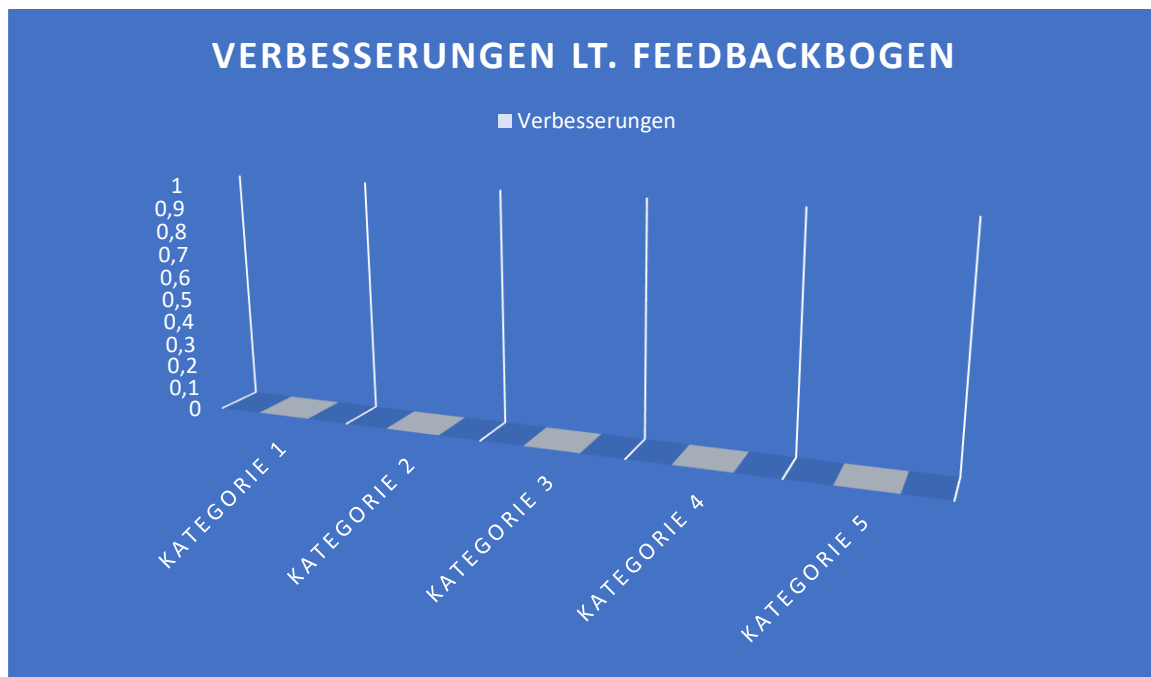 VERBESSERUNGEN LT. FEEDBACKBOGEN
Verbesserungen
1
0,9
0,8
0,7
0,6
0,5
0,4
0,3
0,2
0,1
0
KATEGORIE 1
KATEGORIE 2
KATEGORIE 3
KATEGORIE 4
KATEGORIE 5